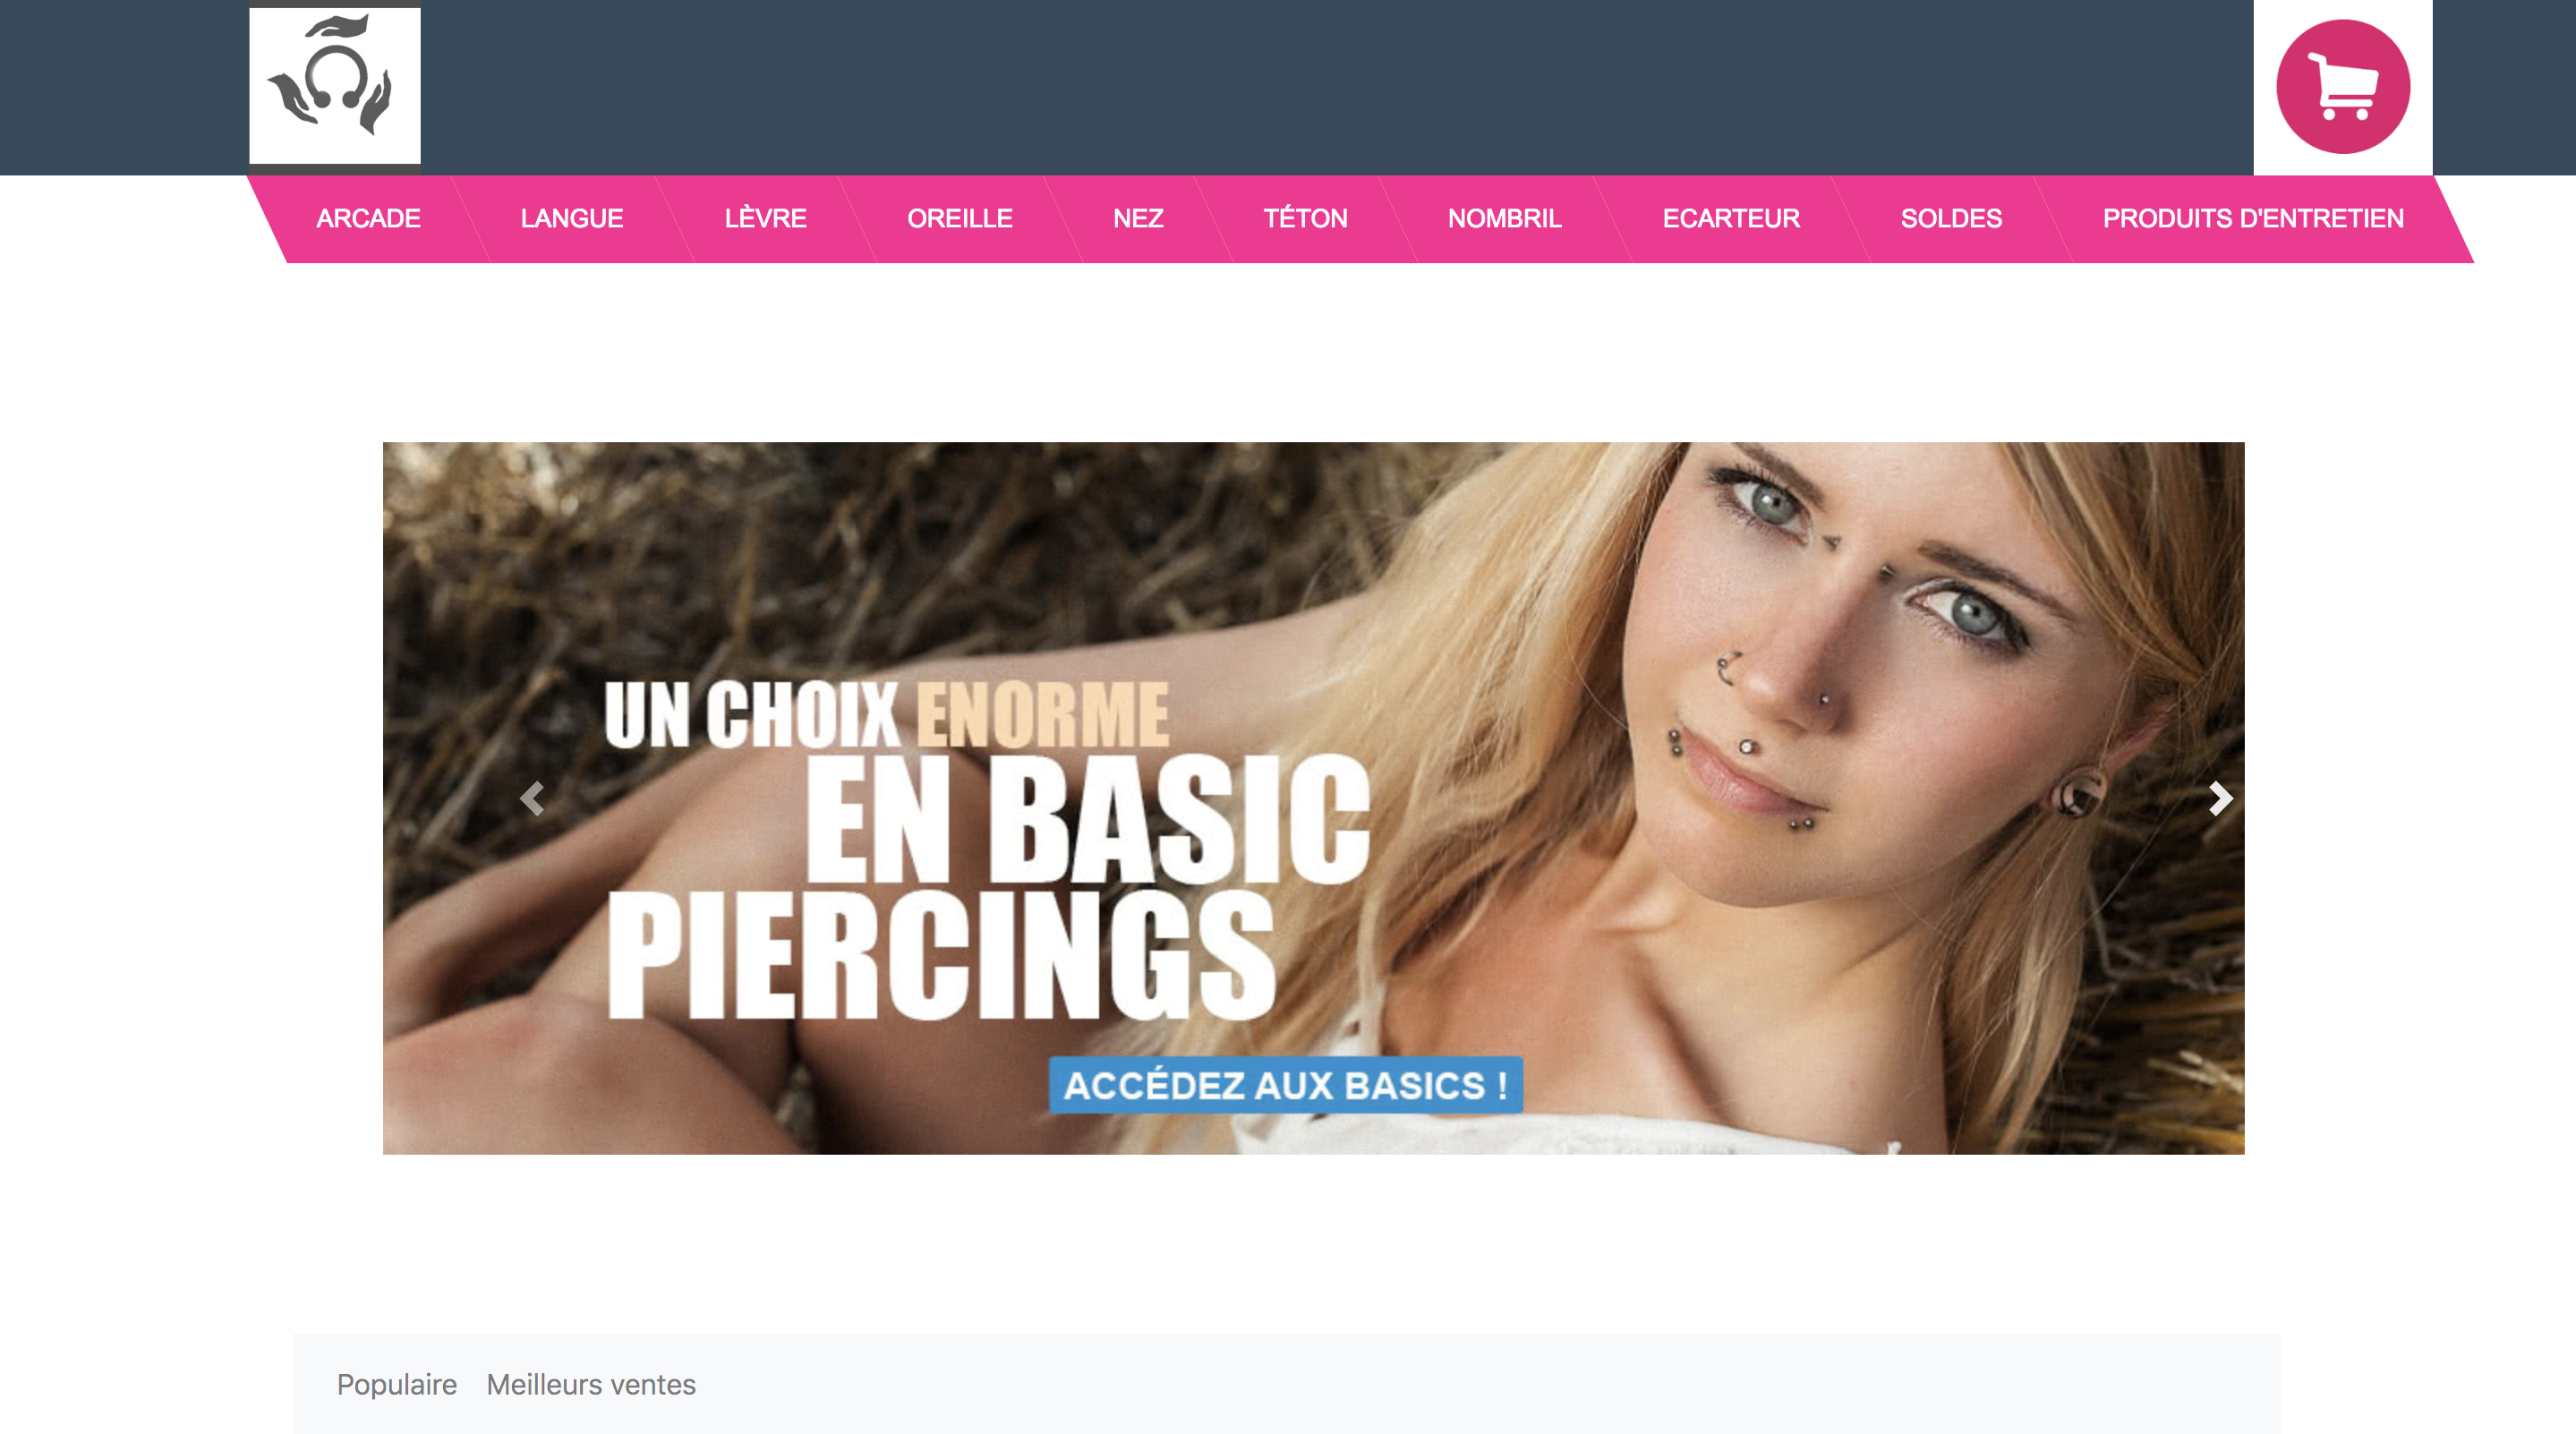 ARCADE LANGUE LÈVRE OREILLE NEZ TÉTON NOMBRIL ECARTEUR SOLDES PRODUITS D'ENTRETIEN
UN CHOIX ENORME
EN BASIC
PIERCINGS
ACCÉDEZ AUX BASICS !
Populaire Meilleurs ventes